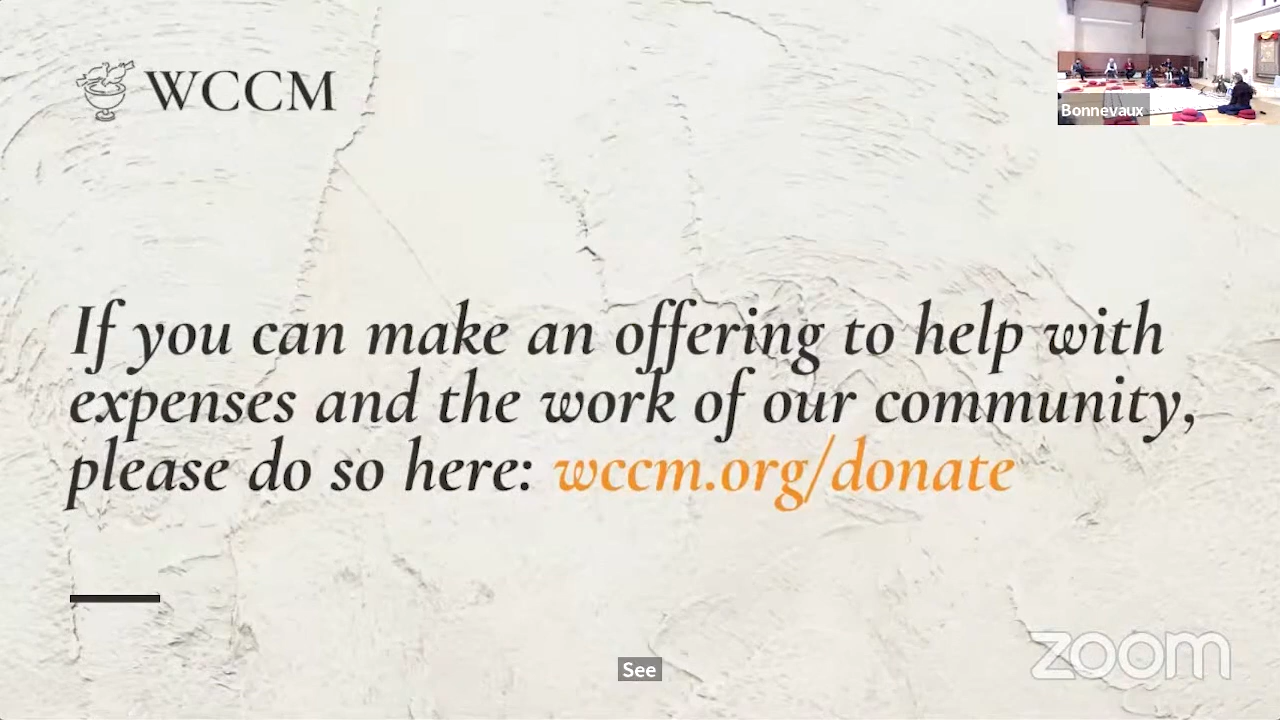 WCCM
Bonnevaux
If you can make an offering to help with
expenses and the work of our community,
please do so here: wccm.org/donate
See
zoom